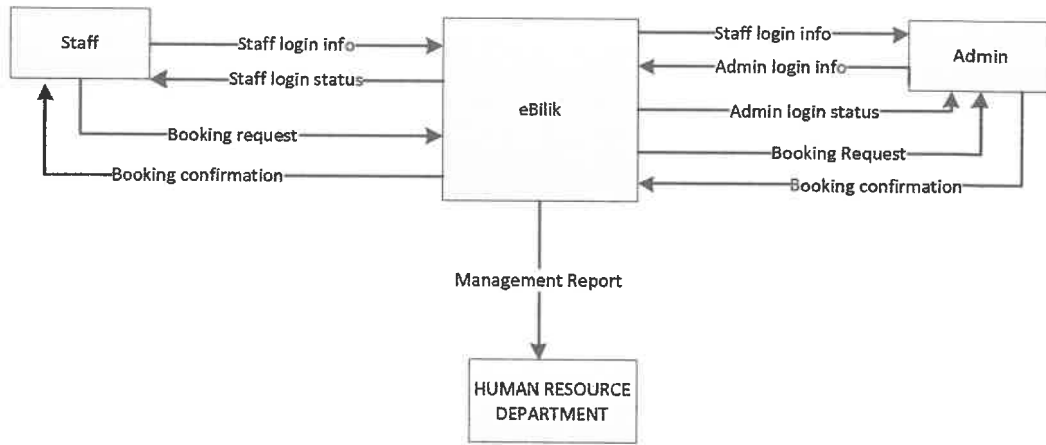 Staff
Staff login info
Staff login status
Booking request
Booking confirmation
eBilik
Staff login info
Admin login info
Admin login status
Booking Request
Booking confirmation
Admin
Management Report
HUMAN RESOURCE
DEPARTMENT